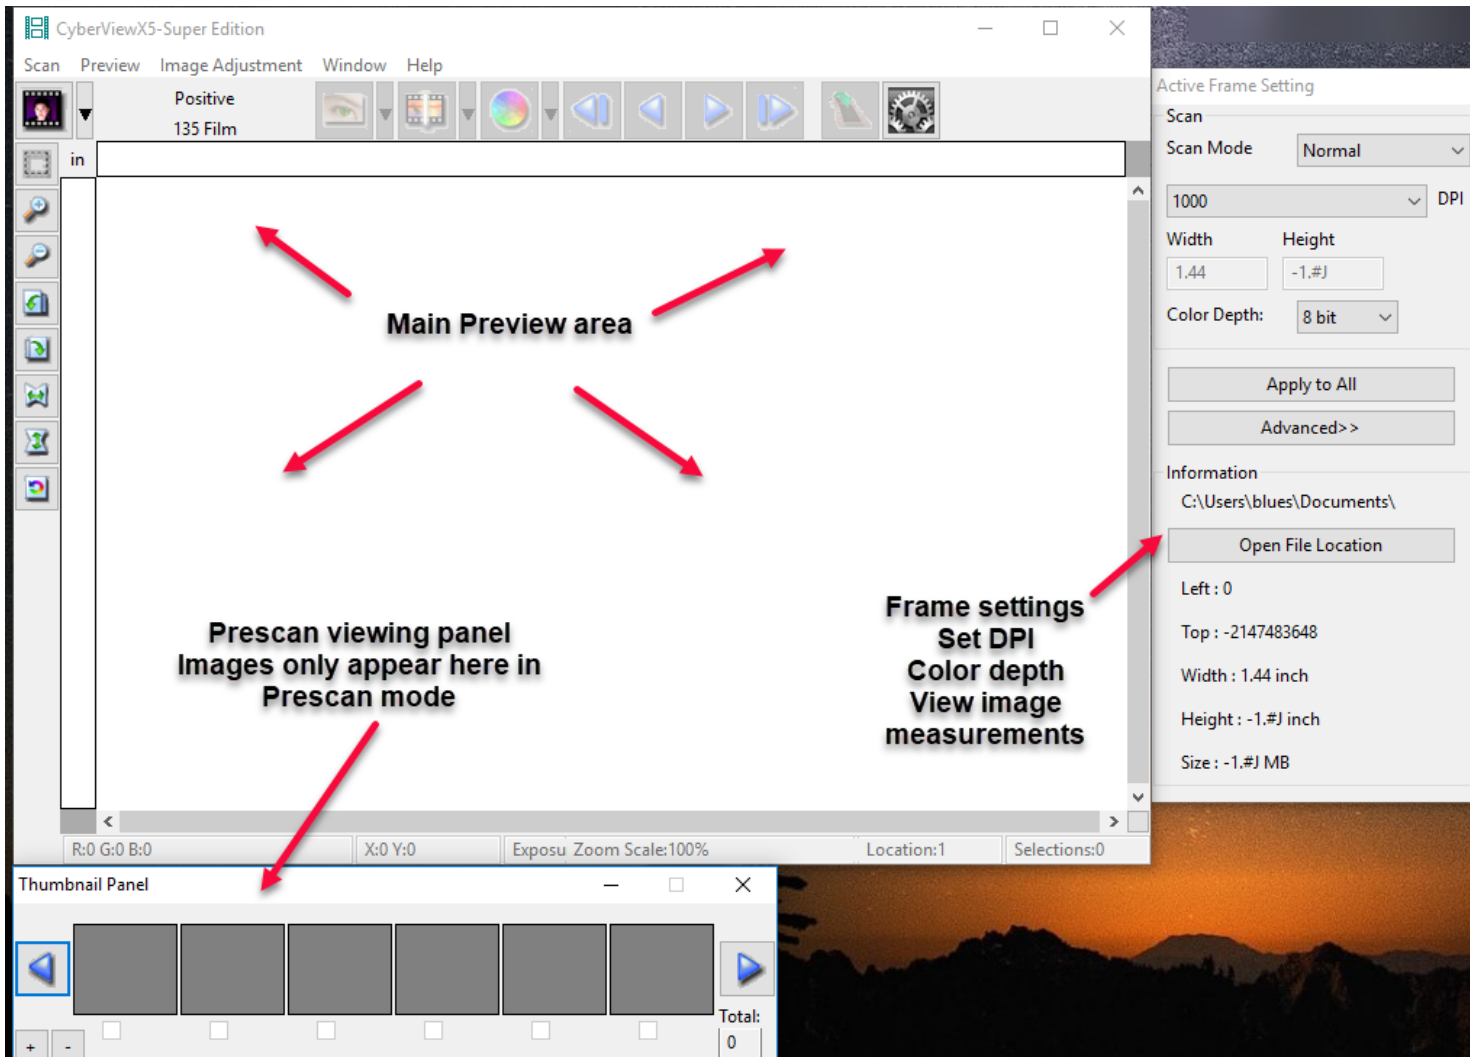 CyberViewX5-Super Edition
Scan Preview Image Adjustment Window Help
Positive
135 Film
in
Main Preview area
Prescan viewing panel
Images only appear here in
Prescan mode
Frame settings
Set DPI
Color depth
View image
measurements
R:0 G:0 B:0 X:0 Y:0 Exposu Zoom Scale:100% Location:1 Selections:0
Active Frame Setting
Scan
Scan Mode Normal
1000 DPI
Width Height
1.44 -1.#J
Color Depth: 8 bit
Apply to All
Advanced>>
Information
C:\Users\blues\Documents\
Open File Location
Left : 0
Top : -2147483648
Width : 1.44 inch
Height : -1.#J inch
Size : -1.#J MB
Thumbnail Panel
Total:
+ - 0